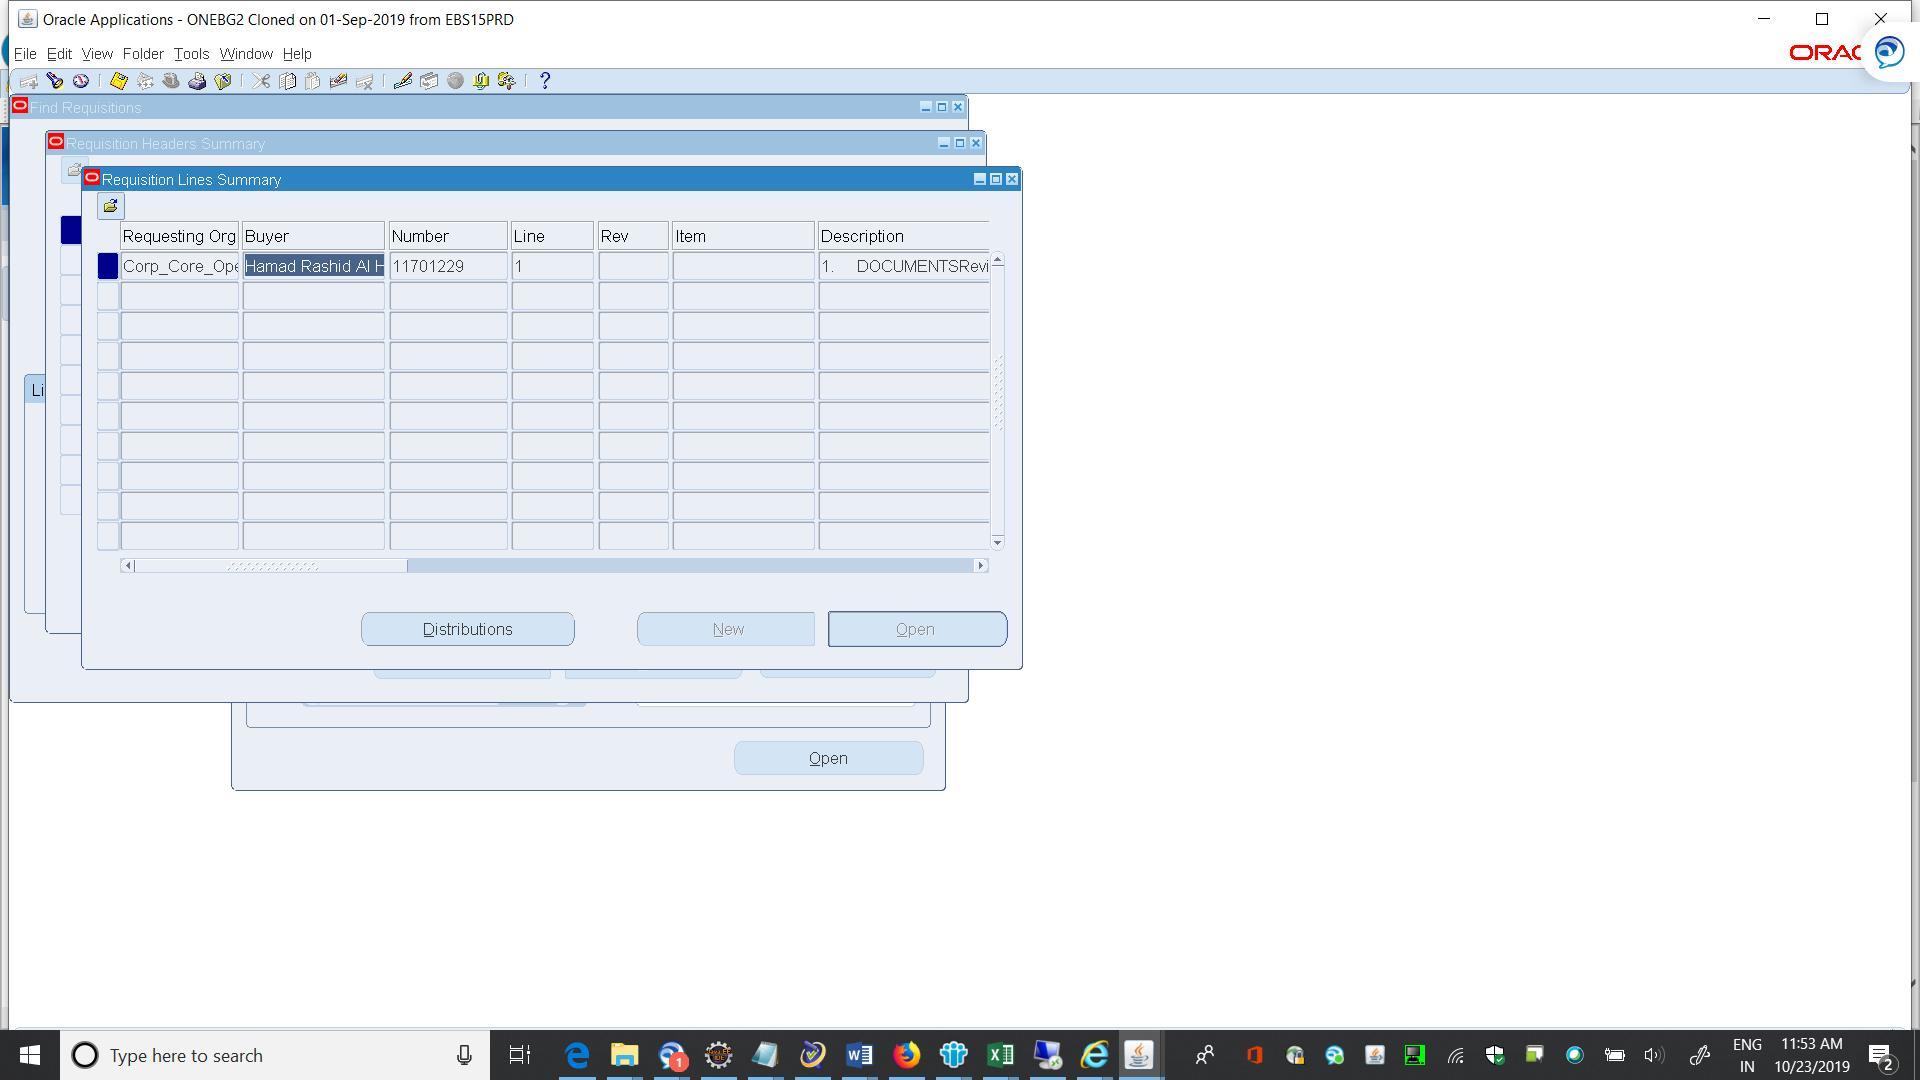 Oracle Applications - ONEBG2 Cloned on 01-Sep-2019 from EBS15PRD
File Edit View Folder Tools Window Help
ORAC
Find Requisitions
Requisition Headers Summary
Requisition Lines Summary
Requesting Org Buyer Number Line Rev Item Description
Corp_Core_Ope Hamad Rashid Al H 11701229 1 1. DOCUMENTSRevi
Li
Distributions New Open
Open
Type here to search
1
ENG
IN
11:53 AM
10/23/2019
2